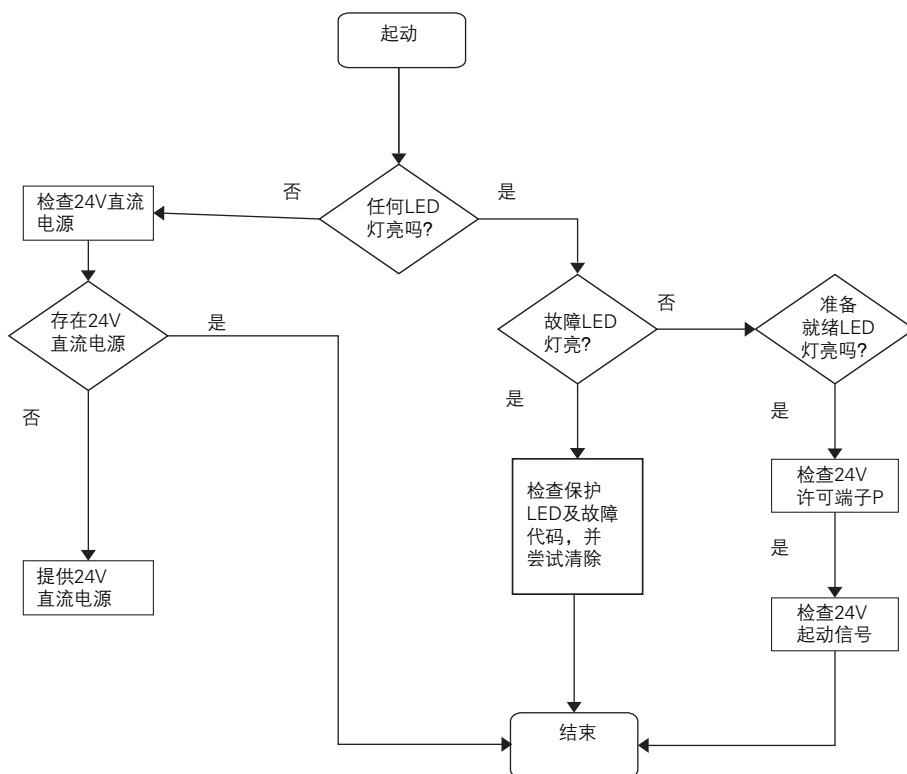 起动
否
是
检查24V直流
电源
任何LED
灯亮吗?
存在24V
直流电源
是
故障LED
灯亮?
否
准备
就绪LED
灯亮吗?
否
是
是
检查保护
LED及故障
代码，并
尝试清除
检查24V
许可端子P
是
提供24V
直流电源
检查24V
起动信号
结束